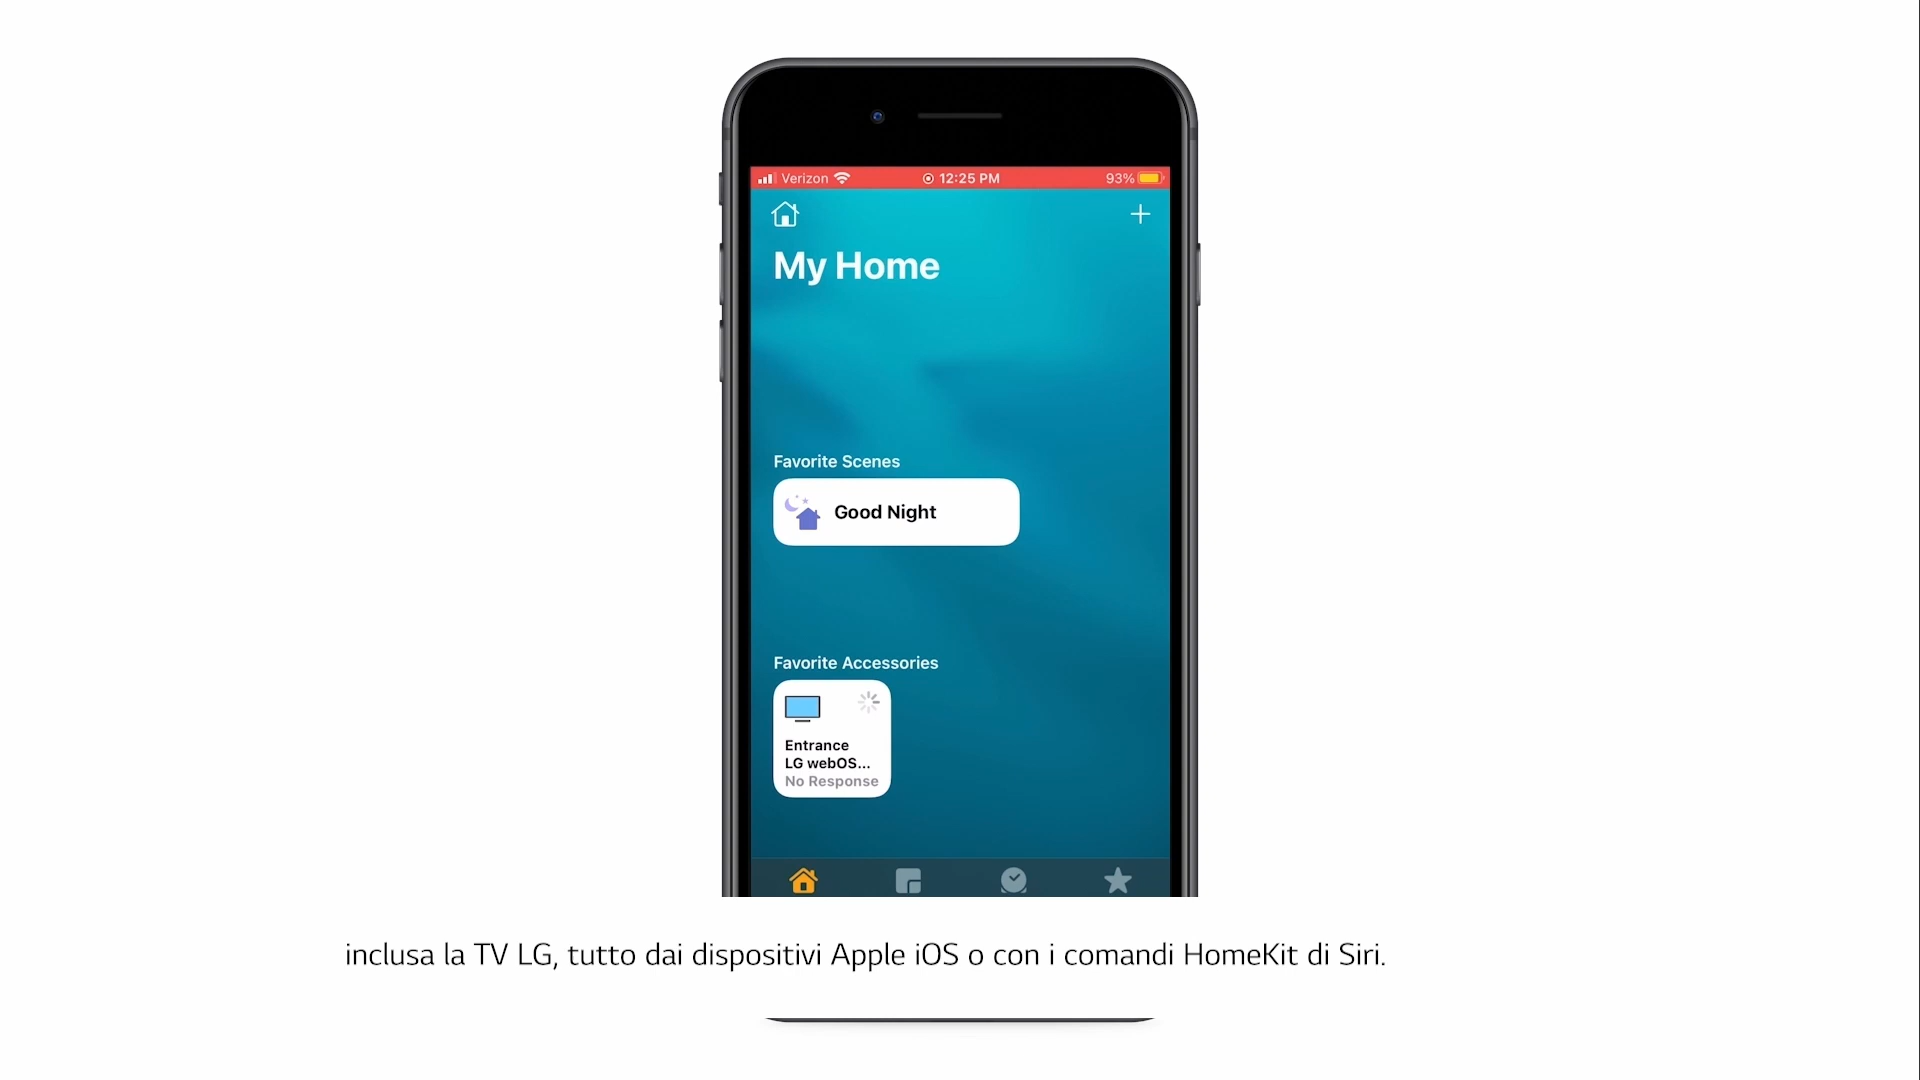 Verizon 12:25 PM 93%
My Home
Favorite Scenes
Good Night
Favorite Accessories
Entrance
LG webOS...
No Response
inclusa la TV LG, tutto dai dispositivi Apple iOS o con i comandi HomeKit di Siri.